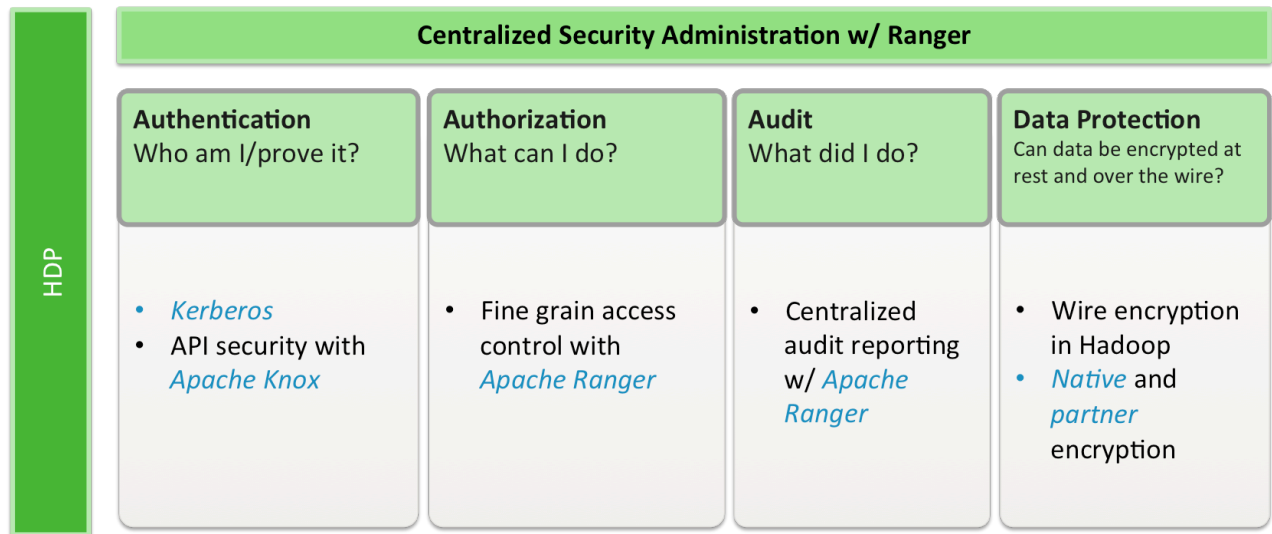 Centralized Security Administration w/ Ranger
HDP
Authentication
Who am I/prove it?
• Kerberos
• API security with
Apache Knox
Authorization
What can I do?
• Fine grain access
control with
Apache Ranger
Audit
What did I do?
• Centralized
audit reporting
w/ Apache
Ranger
Data Protection
Can data be encrypted at
rest and over the wire?
• Wire encryption
in Hadoop
• Native and
partner
encryption